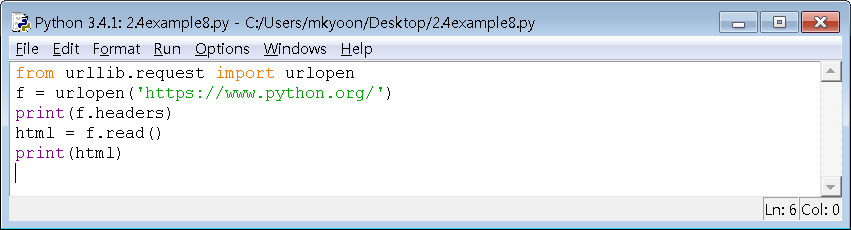 Python 3.4.1: 2.4example8.py - C:/Users/mkyoon/Desktop/2.4example8.py
File Edit Format Run Options Windows Help
from urllib.request import urlopen
f = urlopen('https://www.python.org/')
print(f.headers)
html = f.read()
print(html)
Ln: 6 Col: 0